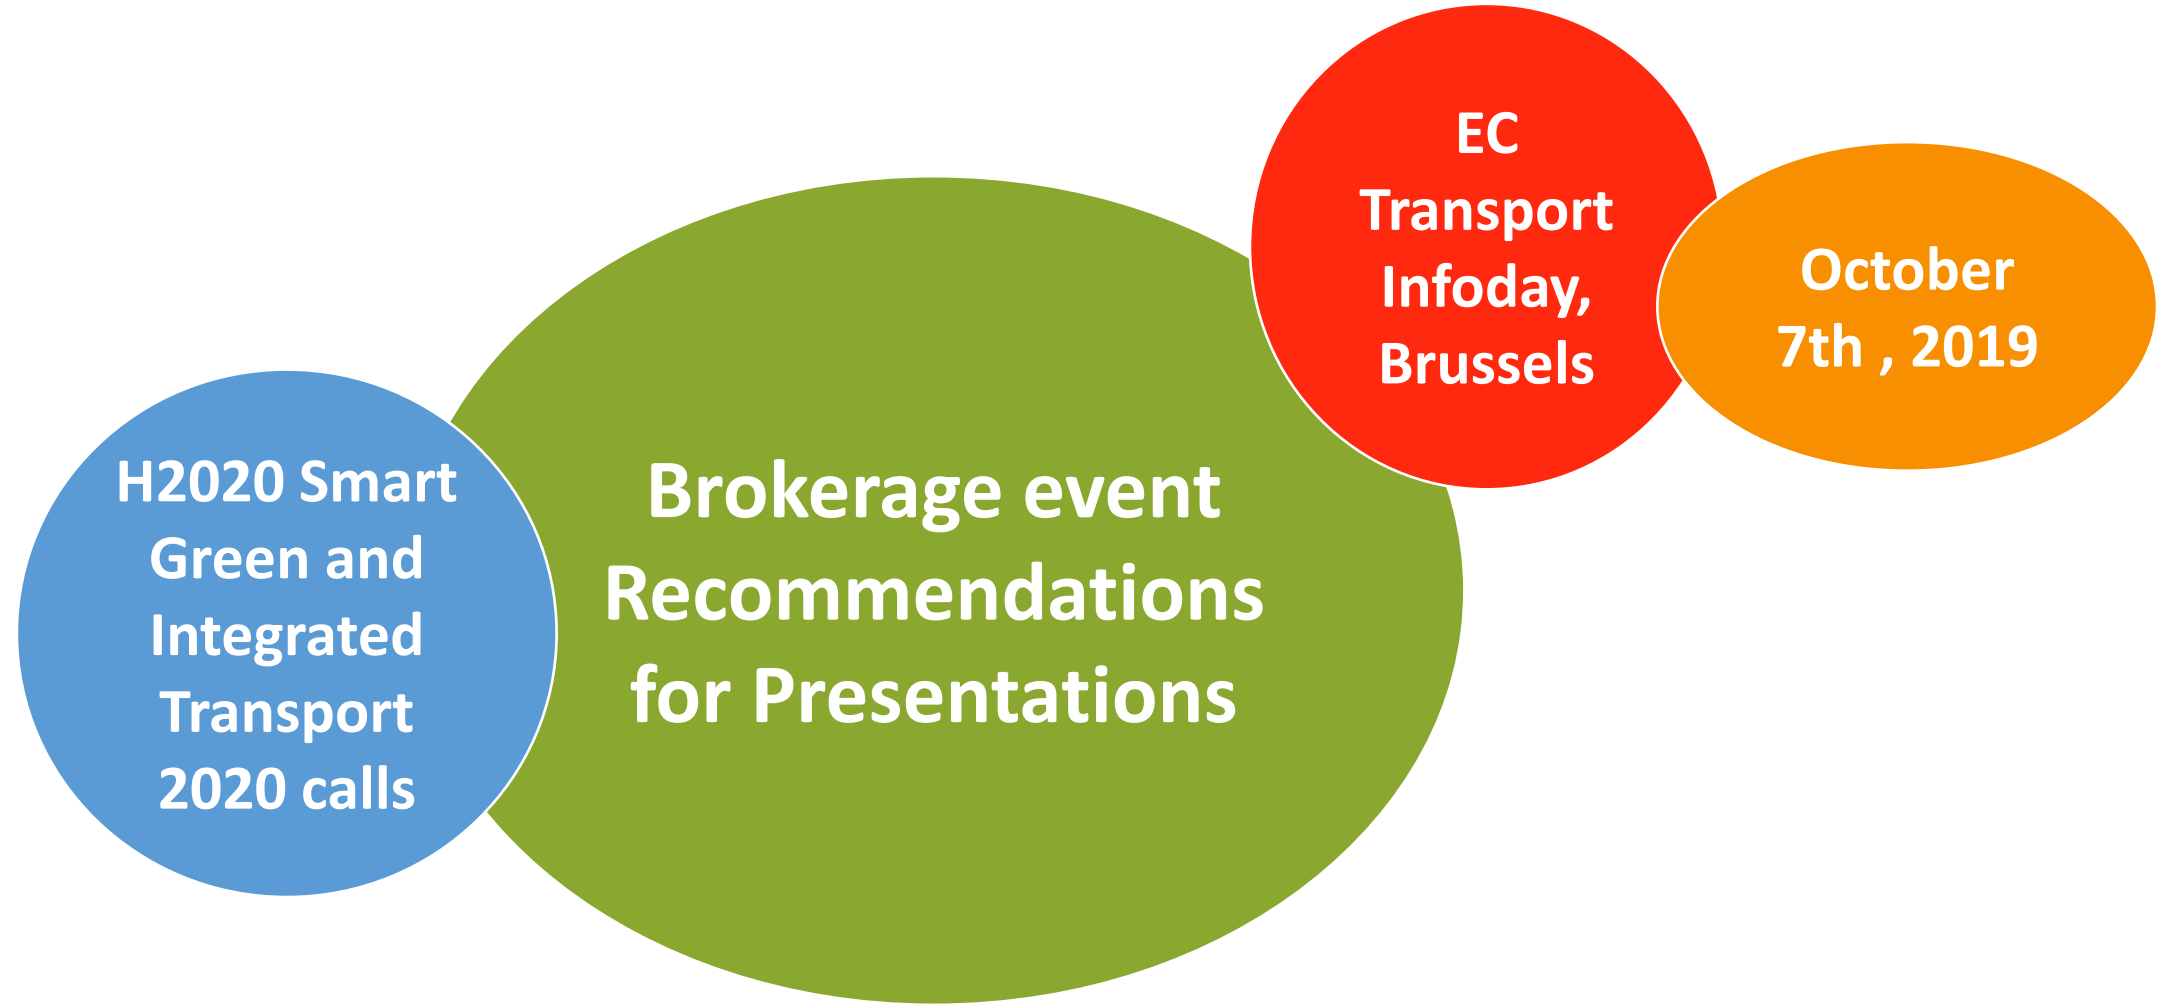 H2020 Smart
Green and
Integrated
Transport
2020 calls
Brokerage event
Recommendations
for Presentations
EC
Transport
Infoday,
Brussels
October
7th , 2019